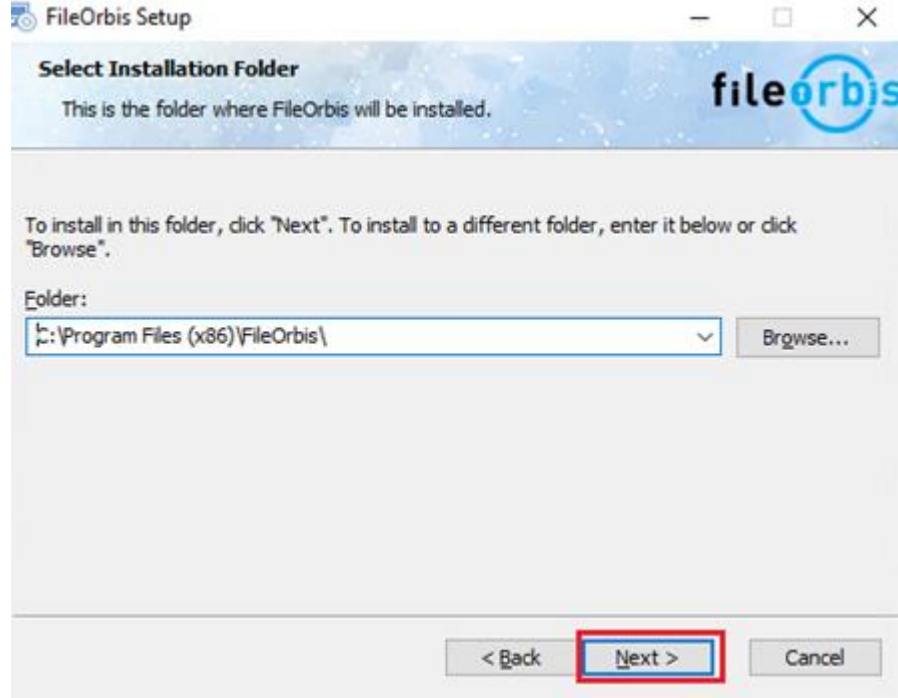 FileOrbis Setup
Select Installation Folder
This is the folder where FileOrbis will be installed.
fileorbis
To install in this folder, click "Next". To install to a different folder, enter it below or click
"Browse".
Folder:
C:\Program Files (x86)\FileOrbis\
Browse...
< Back
Next >
Cancel